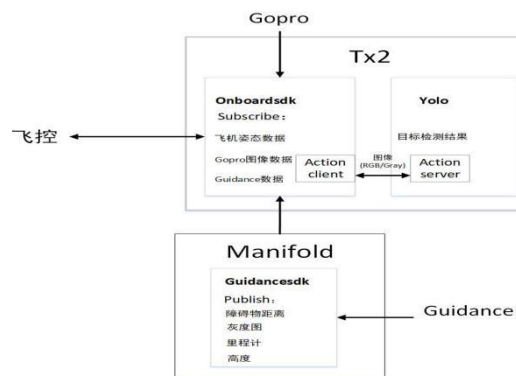 Gopro
Tx2
Onboardsdk
Subscribe：
飞机姿态数据
Gopro图像数据
Guidance数据
Action
client
图像
(RGB/Gray)
Yolo
目标检测结果
Action
server
飞控
Manifold
Guidancesdk
Publish：
障碍物距离
灰度图
里程计
高度
Guidance